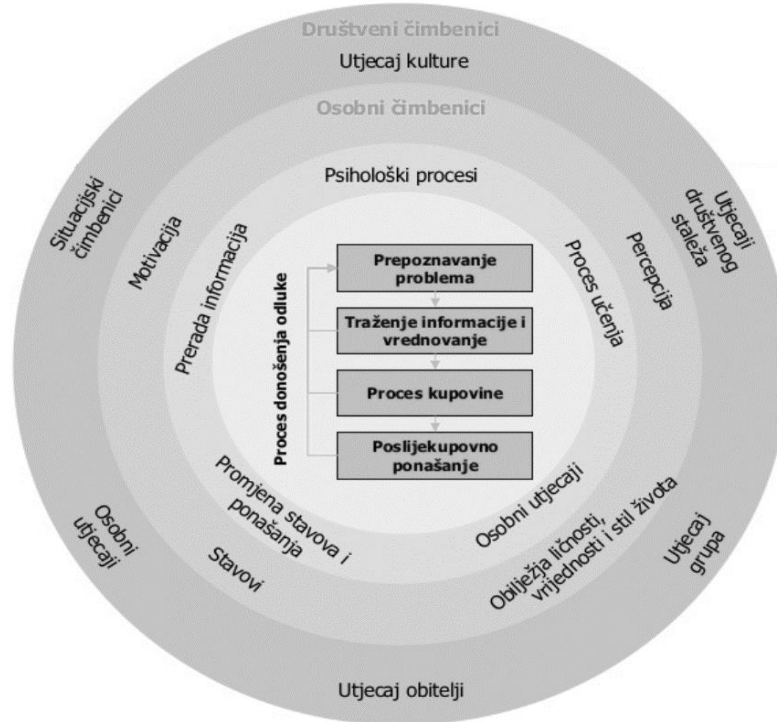 Društveni čimbenici
Utjecaj kulture
Osobni čimbenici
Psihološki procesi
Situacijski
čimbenici
Motivacija
Prerada informacija
Proces učenja
Percepcija
Utjecaji
društvenog
staleža
Proces donošenja odluke
Prepoznavanje
problema
Traženje informacije i
vrednovanje
Proces kupovine
Poslijekupovno
ponašanje
Osobni
utjecaji
Stavovi
Promjena stavova i
ponašanja
Osobni utjecaji
Obilježja ličnosti,
vrijednosti i stil života
Utjecaj
grupa
Utjecaj obitelji